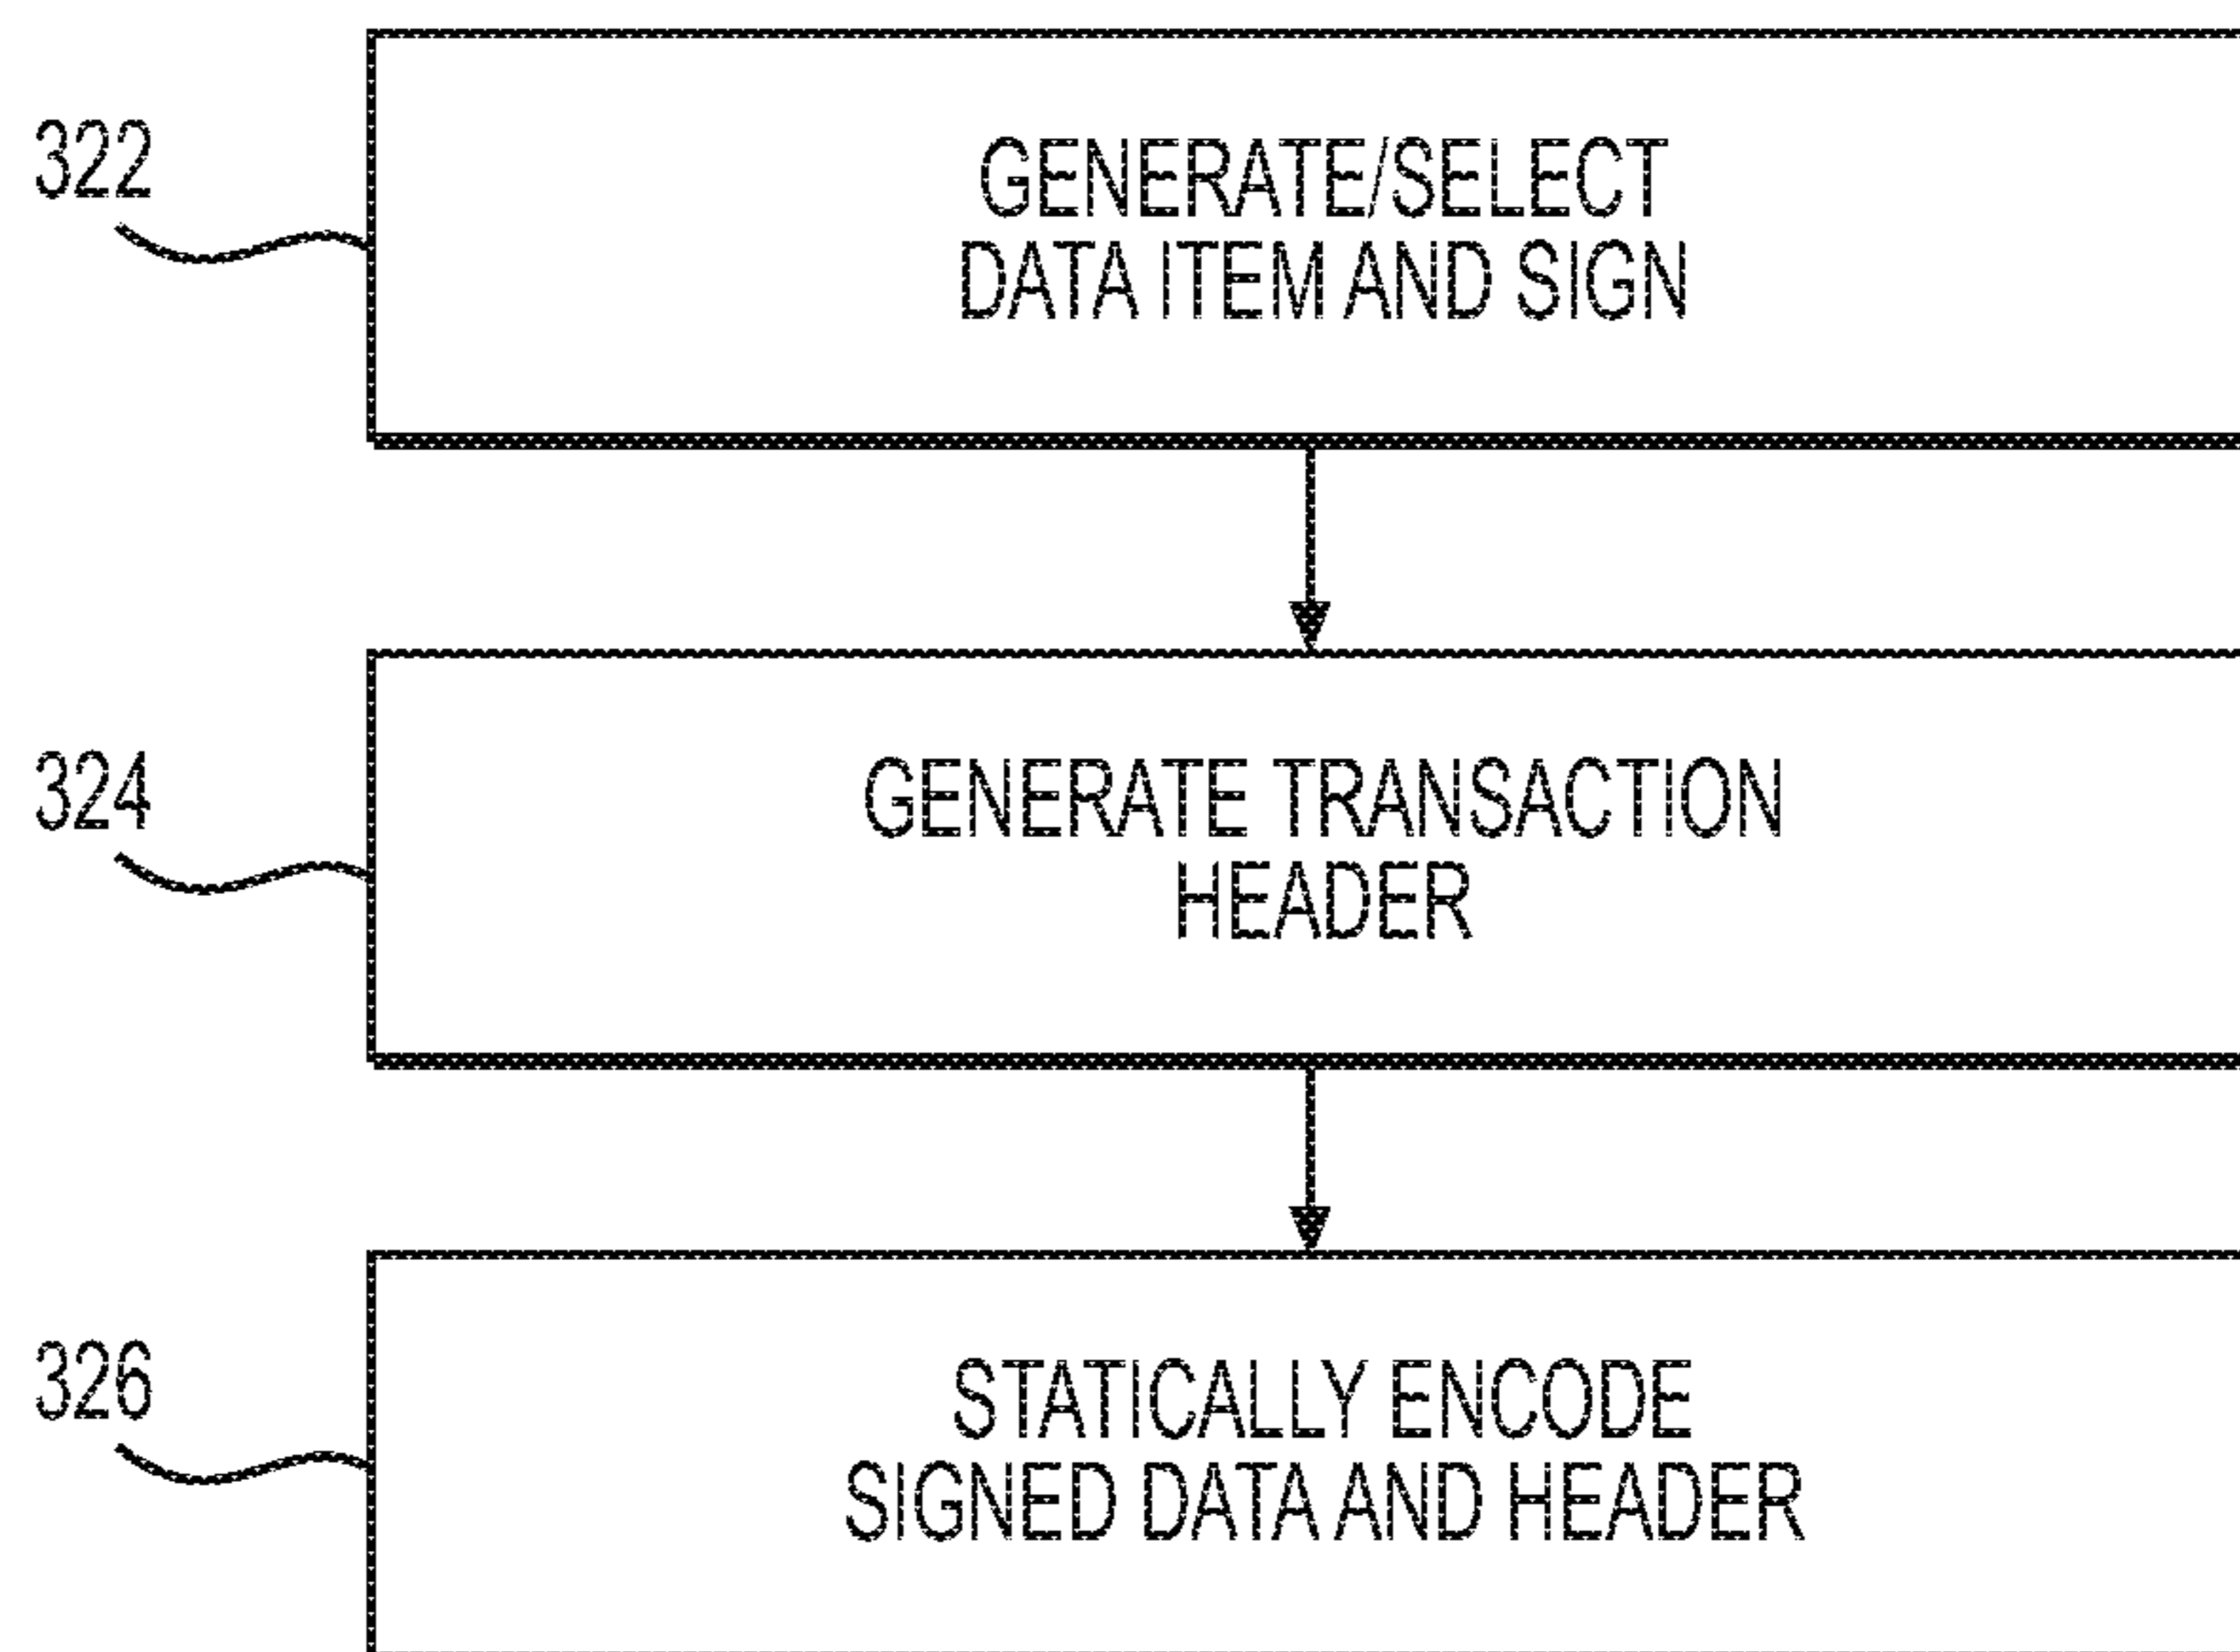 322
GENERATE/SELECT
DATA ITEM AND SIGN
324
GENERATE TRANSACTION
HEADER
326
STATICALLY ENCODE
SIGNED DATA AND HEADER